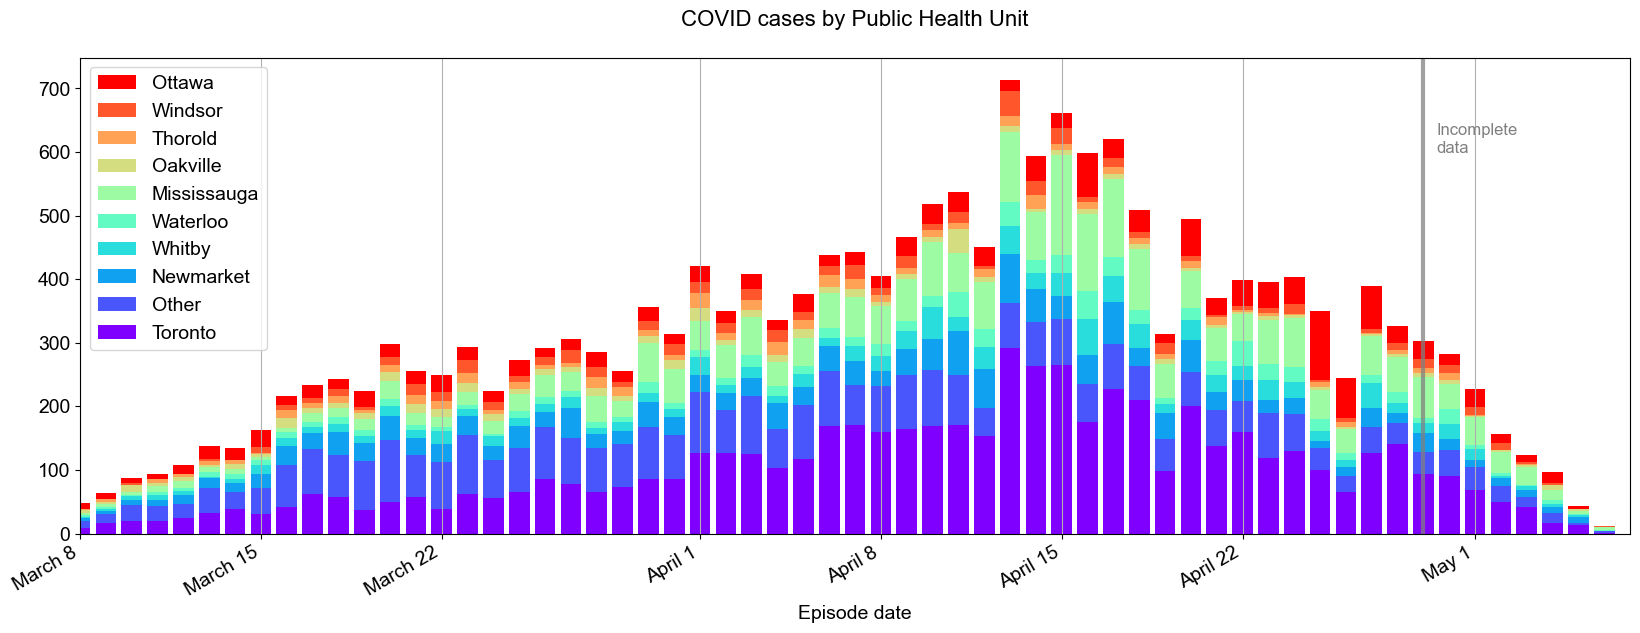 COVID cases by Public Health Unit
700
600
500
400
300
200
100
0
Ottawa
Windsor
Thorold
Oakville
Mississauga
Waterloo
Whitby
Newmarket
Other
Toronto
Incomplete
data
March 8
March 15
March 22
April 1
April 8
April 15
April 22
May 1
Episode date